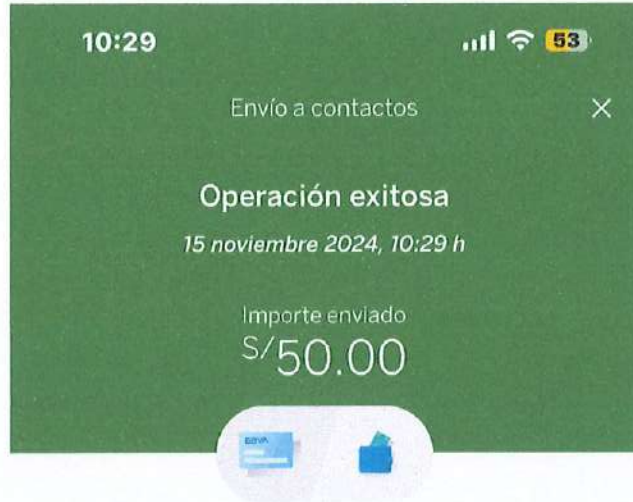 10:29
53
Envío a contactos
Operación exitosa
15 noviembre 2024, 10:29 h
Importe enviado
S/50.00
BBVA